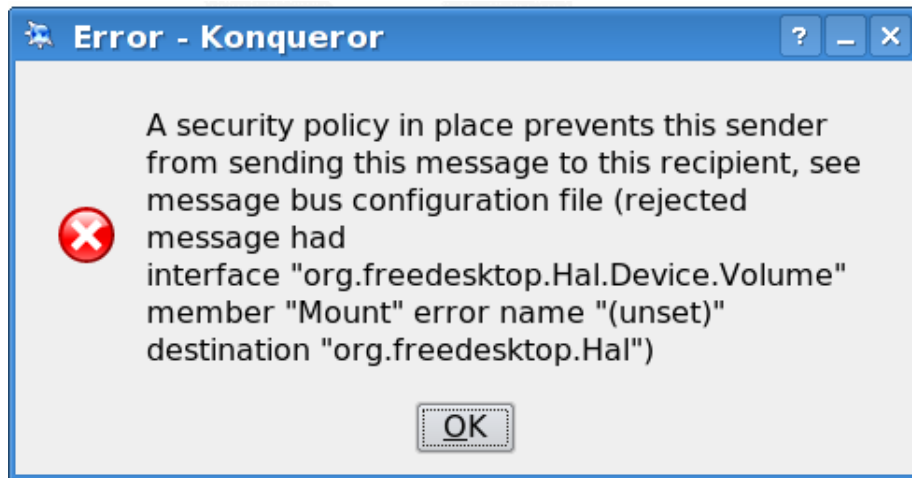 Error - Konqueror
A security policy in place prevents this sender
from sending this message to this recipient, see
message bus configuration file (rejected
message had
interface "org.freedesktop.Hal.Device.Volume"
member "Mount" error name "(unset)"
destination "org.freedesktop.Hal")
OK